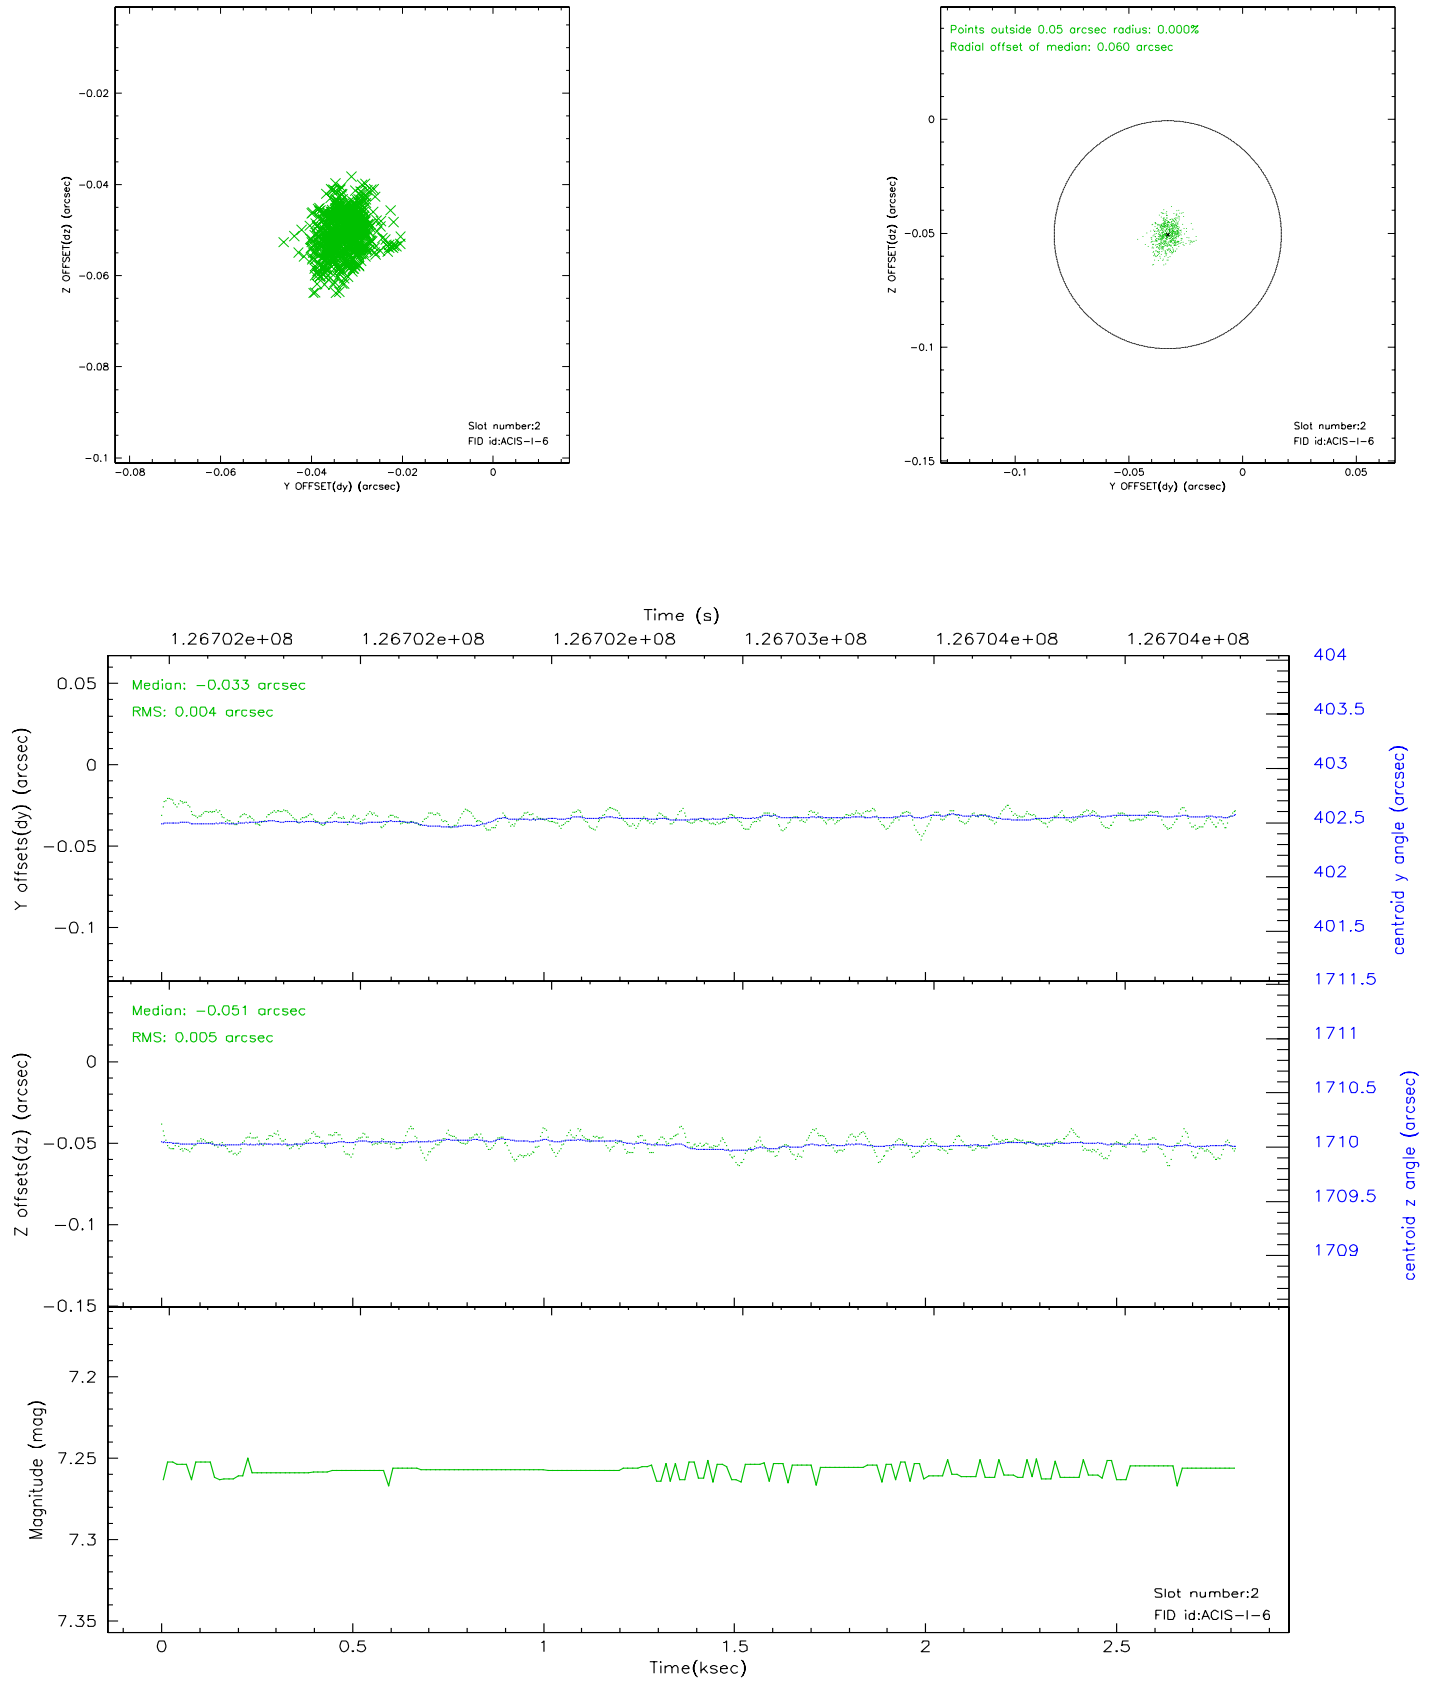 −0.02
−0.04
−0.06
−0.08
−0.1
Z OFFSET(dz) (arcsec)
Slot number:2
FID id:ACIS−I−6
−0.08 −0.06 −0.04 −0.02 0
Y OFFSET(dy) (arcsec)
Points outside 0.05 arcsec radius: 0.000%
Radial offset of median: 0.060 arcsec
0
−0.05
−0.1
−0.15
Z OFFSET(dz) (arcsec)
Slot number:2
FID id:ACIS−I−6
−0.1 −0.05 0 0.05
Y OFFSET(dy) (arcsec)
Time (s)
1.26702e+08 1.26702e+08 1.26702e+08 1.26703e+08 1.26704e+08 1.26704e+08
Median: −0.033 arcsec
RMS: 0.004 arcsec
0.05
0
−0.05
−0.1
Y offsets(dy) (arcsec)
404
403.5
403
402.5
402
401.5
centroid y angle (arcsec)
Median: −0.051 arcsec
RMS: 0.005 arcsec
0
−0.05
−0.1
−0.15
Z offsets(dz) (arcsec)
1711.5
1711
1710.5
1710
1709.5
1709
centroid z angle (arcsec)
7.2
7.25
7.3
7.35
Magnitude (mag)
Slot number:2
FID id:ACIS−I−6
0 0.5 1 1.5 2 2.5
Time(ksec)